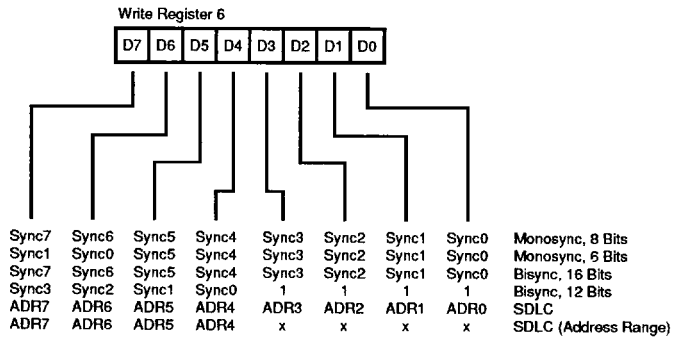 Write Register 6
D7 D6 D5 D4 D3 D2 D1 D0
Sync7 Sync6 Sync5 Sync4 Sync3 Sync2 Sync1 Sync0 Monosync, 8 Bits
Sync1 Sync0 Sync5 Sync4 Sync3 Sync2 Sync1 Sync0 Monosync, 6 Bits
Sync7 Sync6 Sync5 Sync4 Sync3 Sync2 Sync1 Sync0 Bisync, 16 Bits
Sync3 Sync2 Sync1 Sync0 1 1 1 1 Bisync, 12 Bits
ADR7 ADR6 ADR5 ADR4 ADR3 ADR2 ADR1 ADR0 SDLC
ADR7 ADR6 ADR5 ADR4 x x x x SDLC (Address Range)